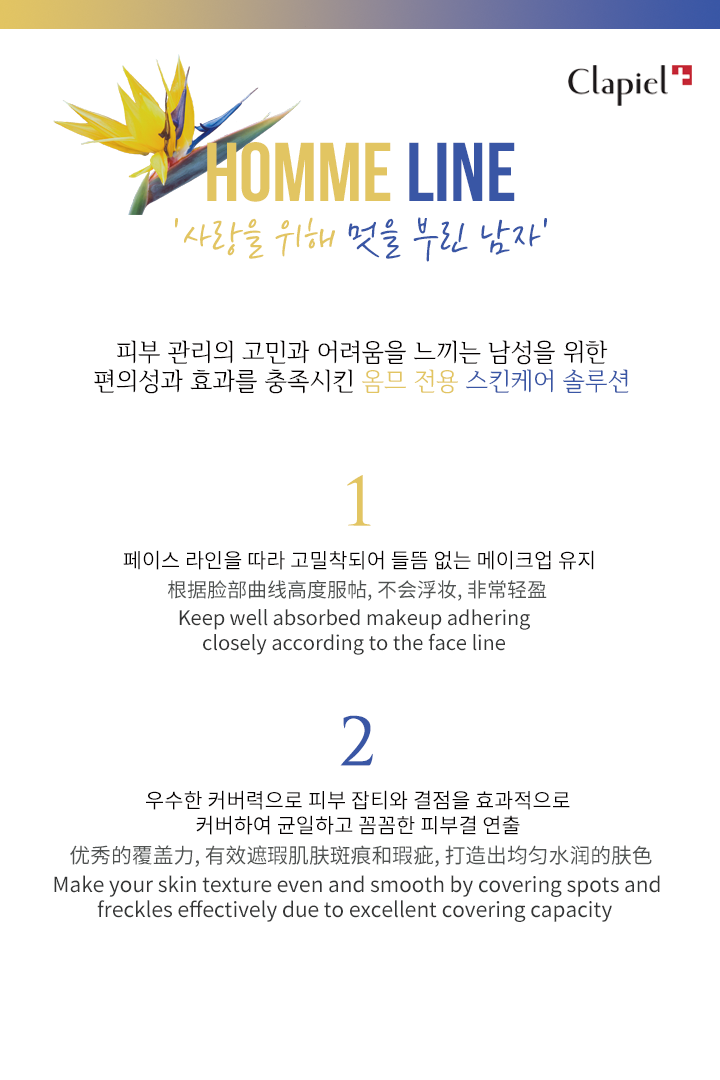 Clapiel
HOMME LINE
'사랑을 위해 멋을 부린 남자'
피부 관리의 고민과 어려움을 느끼는 남성을 위한
편의성과 효과를 충족시킨 옴므 전용 스킨케어 솔루션
1
페이스 라인을 따라 고밀착되어 들뜸 없는 메이크업 유지
根据脸部曲线高度服帖, 不会浮妆, 非常轻盈
Keep well absorbed makeup adhering
closely according to the face line
2
우수한 커버력으로 피부 잡티와 결점을 효과적으로
커버하여 균일하고 꼼꼼한 피부결 연출
优秀的覆盖力, 有效遮瑕肌肤斑痕和瑕疵, 打造出均匀水润的肤色
Make your skin texture even and smooth by covering spots and
freckles effectively due to excellent covering capacity